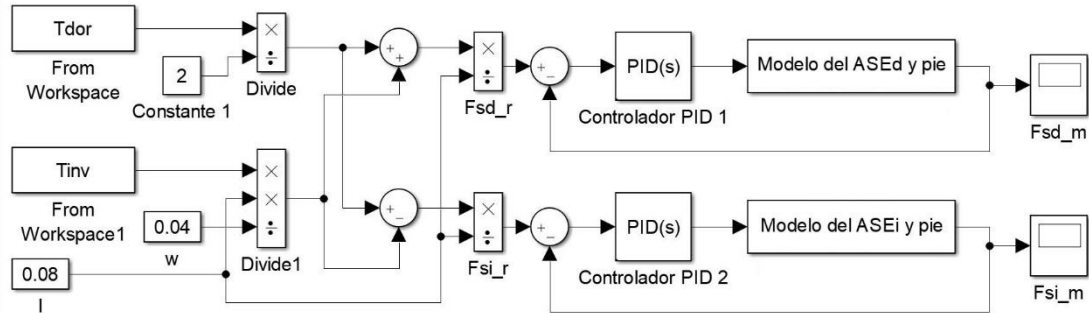 Tdor
From
Workspace
2
Constante 1
×
÷
Divide
+
+
×
÷
Fsd_r
+
−
PID(s)
Controlador PID 1
Modelo del ASEd y pie
Fsd_m
Tinv
From
Workspace1
0.04
w
0.08
l
×
×
÷
Divide1
+
−
×
÷
Fsi_r
+
−
PID(s)
Controlador PID 2
Modelo del ASEi y pie
Fsi_m